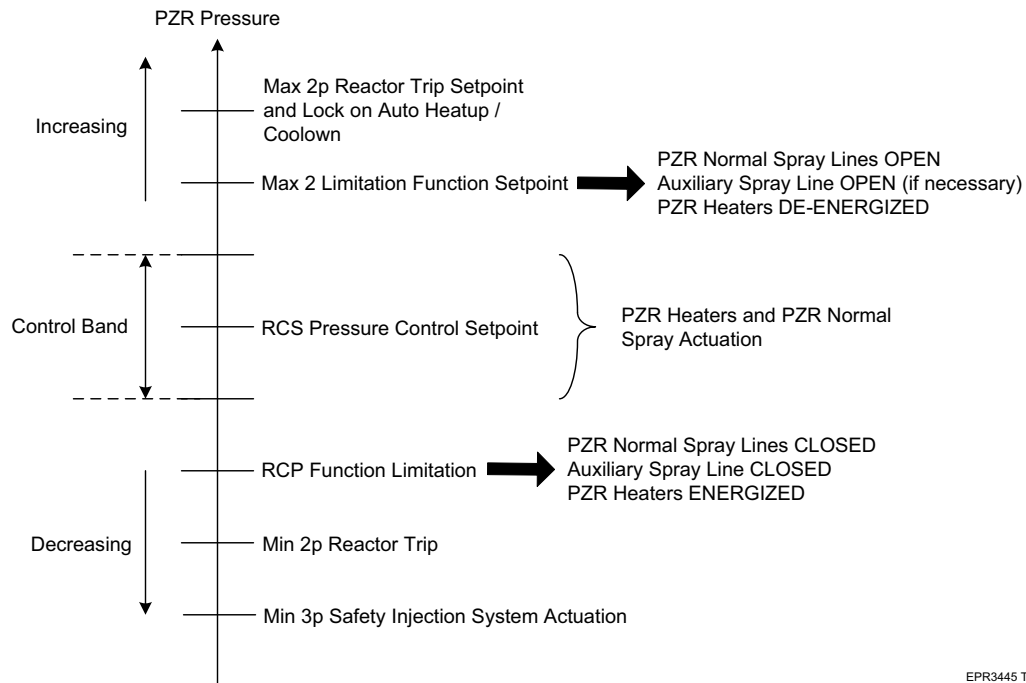 PZR Pressure
Max 2p Reactor Trip Setpoint
and Lock on Auto Heatup /
Coolown
Increasing
Max 2 Limitation Function Setpoint
PZR Normal Spray Lines OPEN
Auxiliary Spray Line OPEN (if necessary)
PZR Heaters DE-ENERGIZED
Control Band
RCS Pressure Control Setpoint
PZR Heaters and PZR Normal
Spray Actuation
RCP Function Limitation
PZR Normal Spray Lines CLOSED
Auxiliary Spray Line CLOSED
PZR Heaters ENERGIZED
Decreasing
Min 2p Reactor Trip
Min 3p Safety Injection System Actuation
EPR3445 T